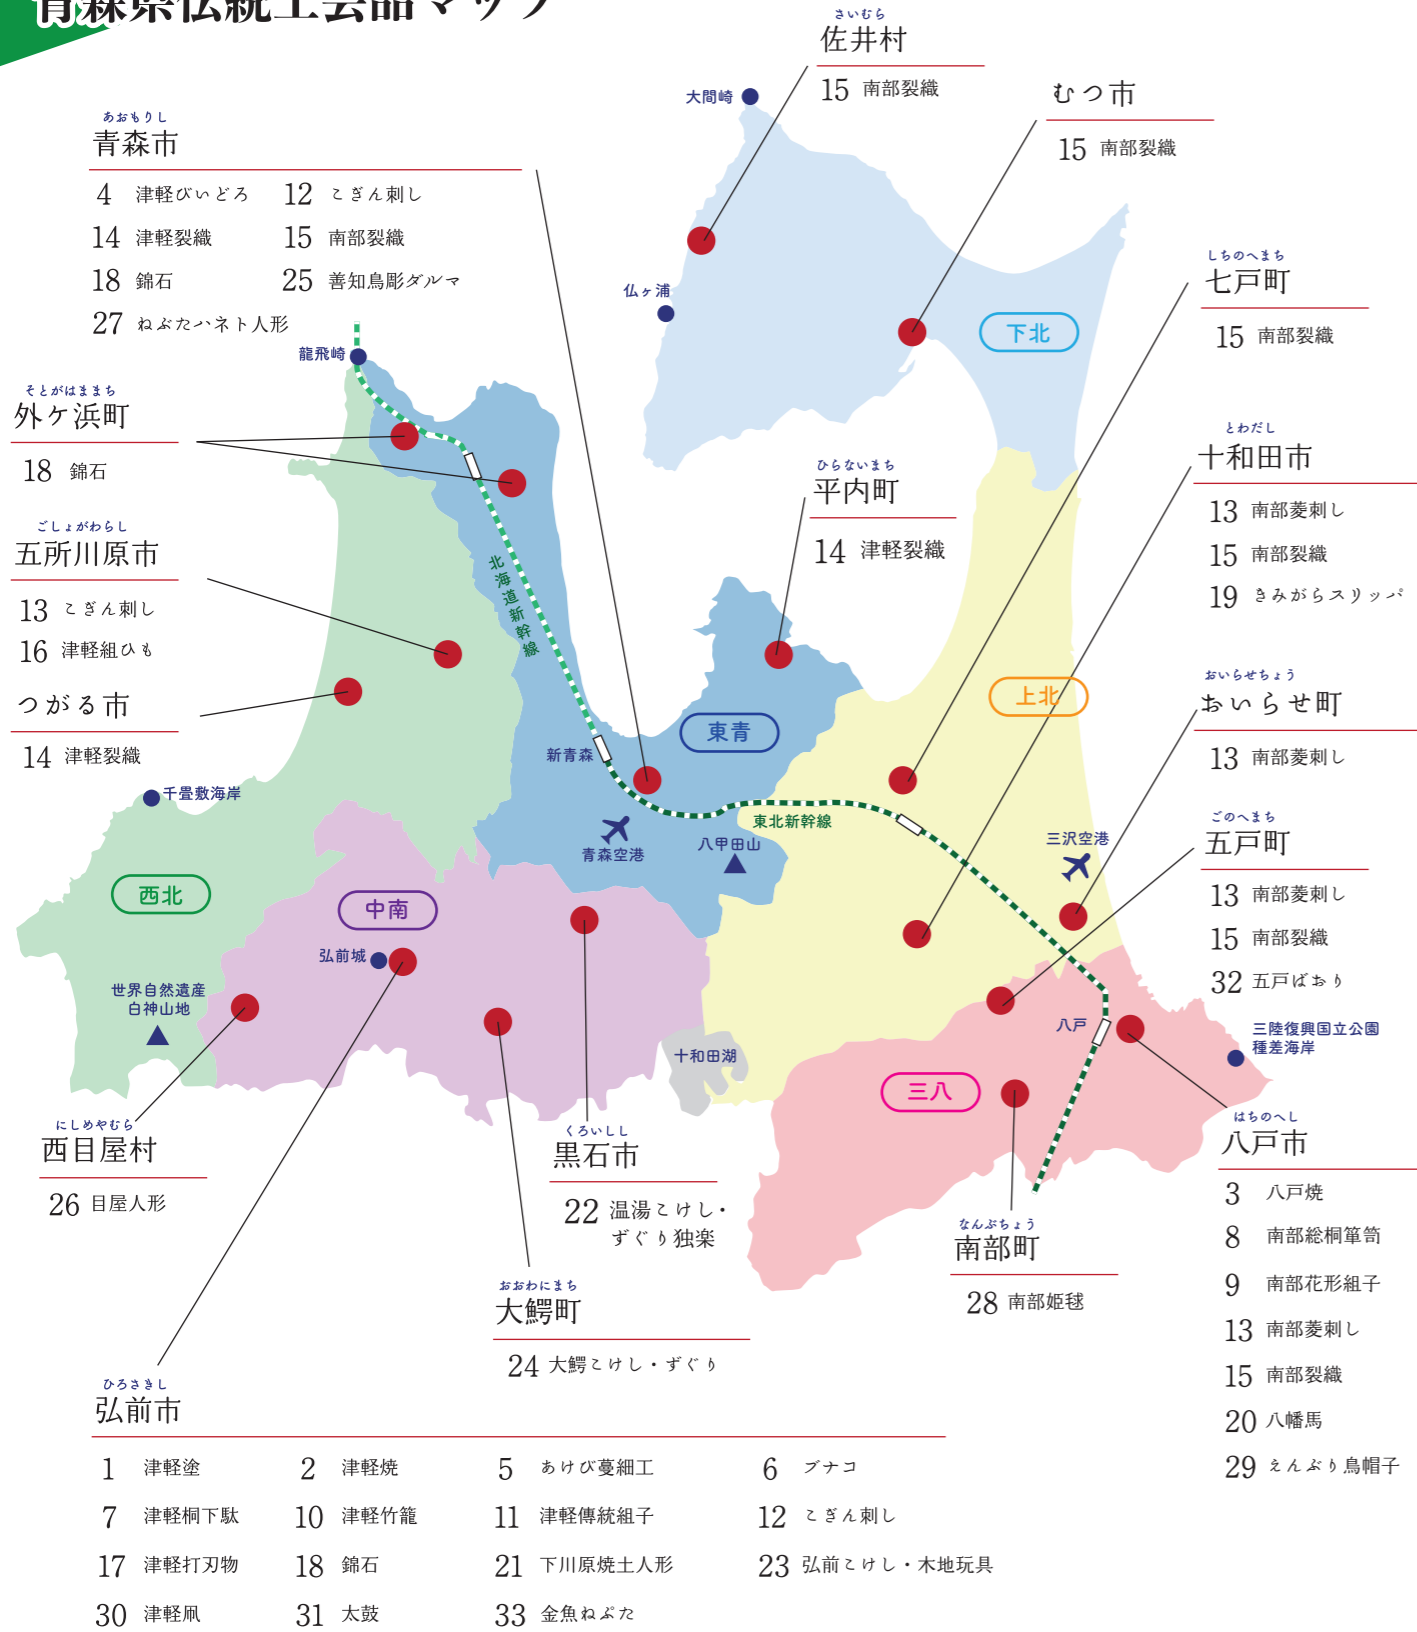 青森県伝統工芸品マップ
さいむら
佐井村
15 南部裂織
むつ市
15 南部裂織
大間崎
あおもりし
青森市
4 津軽びいどろ 12 こぎん刺し
14 津軽裂織 15 南部裂織
18 錦石 25 善知鳥彫ダルマ
27 ねぶたハネト人形
しちのへまち
七戸町
15 南部裂織
仏ヶ浦
下北
龍飛崎
そとがはままち
外ケ浜町
18 錦石
とわだし
十和田市
13 南部菱刺し
15 南部裂織
19 きみがらスリッパ
ひらないまち
平内町
14 津軽裂織
ごしょがわらし
五所川原市
13 こぎん刺し
16 津軽組ひも
北海道新幹線
つがる市
14 津軽裂織
おいらせちょう
おいらせ町
13 南部菱刺し
上北
東青
新青森
千畳敷海岸
東北新幹線
青森空港
八甲田山
三沢空港
ごのへまち
五戸町
13 南部菱刺し
15 南部裂織
32 五戸ばおり
西北
中南
弘前城
世界自然遺産
白神山地
八戸
三陸復興国立公園
種差海岸
十和田湖
三八
にしめやむら
西目屋村
26 目屋人形
くろいしし
黒石市
22 温湯こけし・
ずぐり独楽
はちのへし
八戸市
3 八戸焼
8 南部総桐箪笥
9 南部花形組子
13 南部菱刺し
15 南部裂織
20 八幡馬
29 えんぶり烏帽子
なんぶちょう
南部町
28 南部姫毬
おおわにまち
大鰐町
24 大鰐こけし・ずぐり
ひろさきし
弘前市
1 津軽塗 2 津軽焼 5 あけび蔓細工 6 ブナコ
7 津軽桐下駄 10 津軽竹籠 11 津軽傳統組子 12 こぎん刺し
17 津軽打刃物 18 錦石 21 下川原焼土人形 23 弘前こけし・木地玩具
30 津軽凧 31 太鼓 33 金魚ねぷた